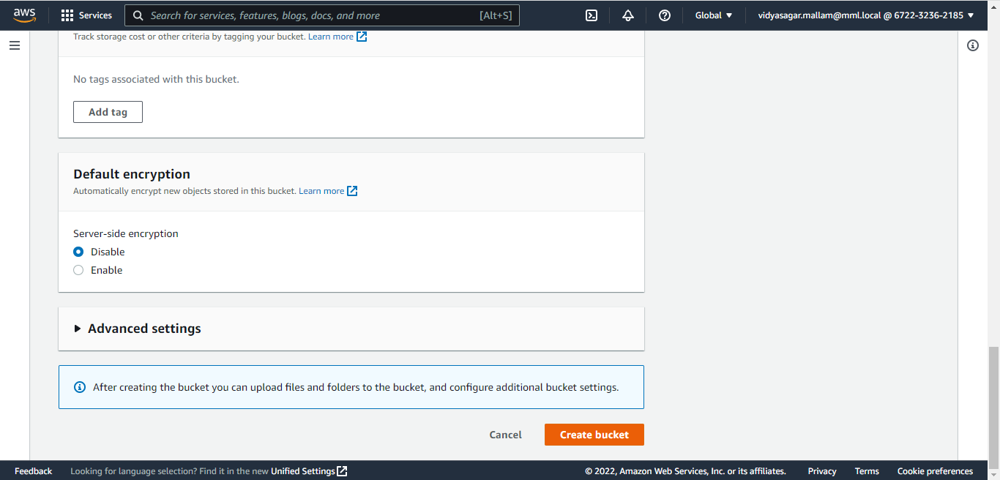 aws
Services
Search for services, features, blogs, docs, and more
[Alt+S]
Global
vidyasagar.mallam@mml.local @ 6722-3236-2185
Track storage cost or other criteria by tagging your bucket. Learn more
No tags associated with this bucket.
Add tag
Default encryption
Automatically encrypt new objects stored in this bucket. Learn more
Server-side encryption
Disable
Enable
Advanced settings
After creating the bucket you can upload files and folders to the bucket, and configure additional bucket settings.
Cancel
Create bucket
Feedback
Looking for language selection? Find it in the new Unified Settings
© 2022, Amazon Web Services, Inc. or its affiliates.
Privacy
Terms
Cookie preferences